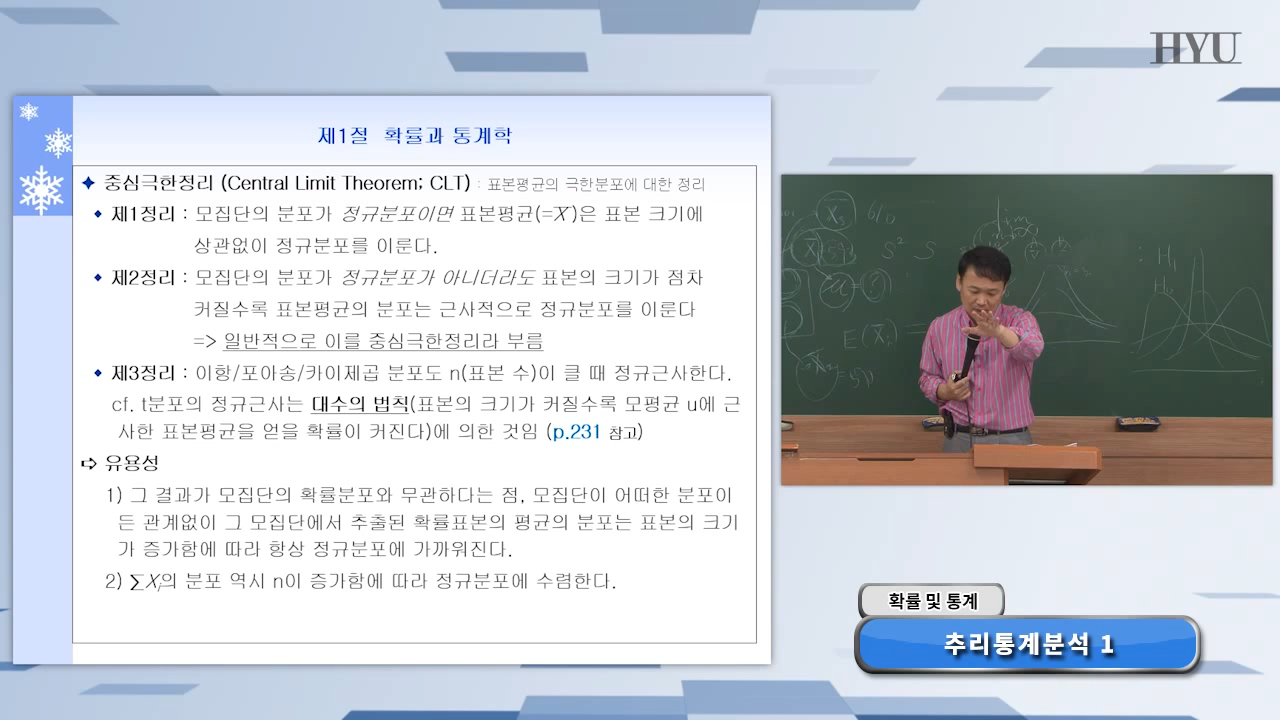 HYU
제1절 확률과 통계학
✦ 중심극한정리 (Central Limit Theorem; CLT) : 표본평균의 극한분포에 대한 정리
◆ 제1정리 : 모집단의 분포가 정규분포이면 표본평균(=X̅)은 표본 크기에
상관없이 정규분포를 이룬다.
◆ 제2정리 : 모집단의 분포가 정규분포가 아니더라도 표본의 크기가 점차
커질수록 표본평균의 분포는 근사적으로 정규분포를 이룬다
=> 일반적으로 이를 중심극한정리라 부름
◆ 제3정리 : 이항/포아송/카이제곱 분포도 n(표본 수)이 클 때 정규근사한다.
cf. t분포의 정규근사는 대수의 법칙(표본의 크기가 커질수록 모평균 u에 근
사한 표본평균을 얻을 확률이 커진다)에 의한 것임 (p.231 참고)
➪ 유용성
1) 그 결과가 모집단의 확률분포와 무관하다는 점, 모집단이 어떠한 분포이
든 관계없이 그 모집단에서 추출된 확률표본의 평균의 분포는 표본의 크기
가 증가함에 따라 항상 정규분포에 가까워진다.
2) ∑Xᵢ의 분포 역시 n이 증가함에 따라 정규분포에 수렴한다.
S² S
E(X̅ᵢ)
: H₁
H₀
확률 및 통계
추리통계분석 1